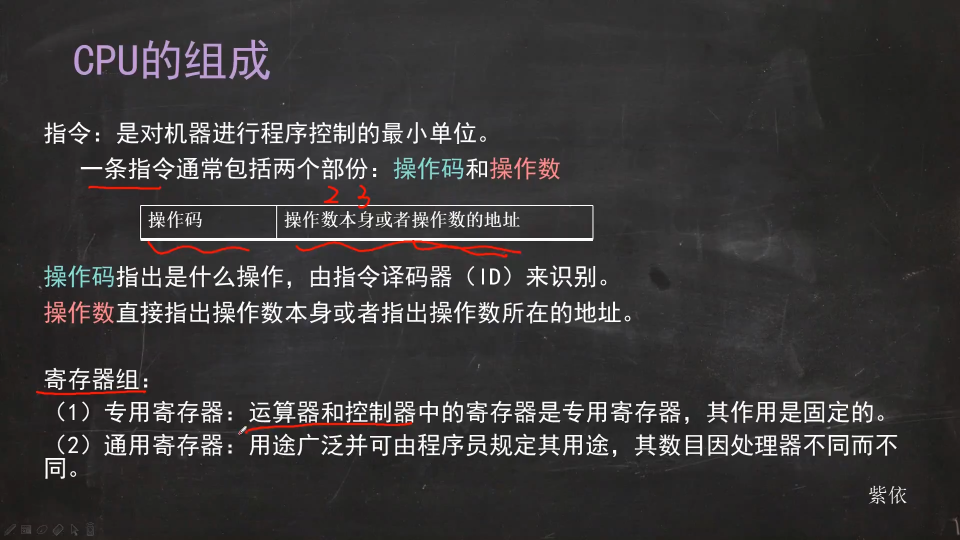 CPU的组成
指令：是对机器进行程序控制的最小单位。
一条指令通常包括两个部份：操作码和操作数
2 3
操作码 操作数本身或者操作数的地址
操作码指出是什么操作，由指令译码器（ID）来识别。
操作数直接指出操作数本身或者指出操作数所在的地址。
寄存器组：
（1）专用寄存器：运算器和控制器中的寄存器是专用寄存器，其作用是固定的。
（2）通用寄存器：用途广泛并可由程序员规定其用途，其数目因处理器不同而不
同。
紫依